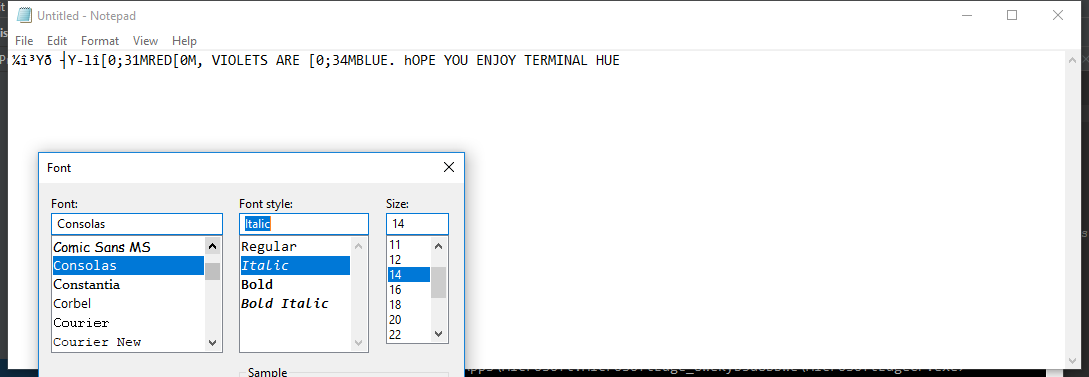 Untitled - Notepad
File Edit Format View Help
¼î³Yð ┤Y-lî[0;31MRED[0M, VIOLETS ARE [0;34MBLUE. hOPE YOU ENJOY TERMINAL HUE
Font
Font: Font style: Size:
Consolas Italic 14
Comic Sans MS
Consolas
Constantia
Corbel
Courier
Courier New
Regular
Italic
Bold
Bold Italic
11
12
14
16
18
20
22
Sample